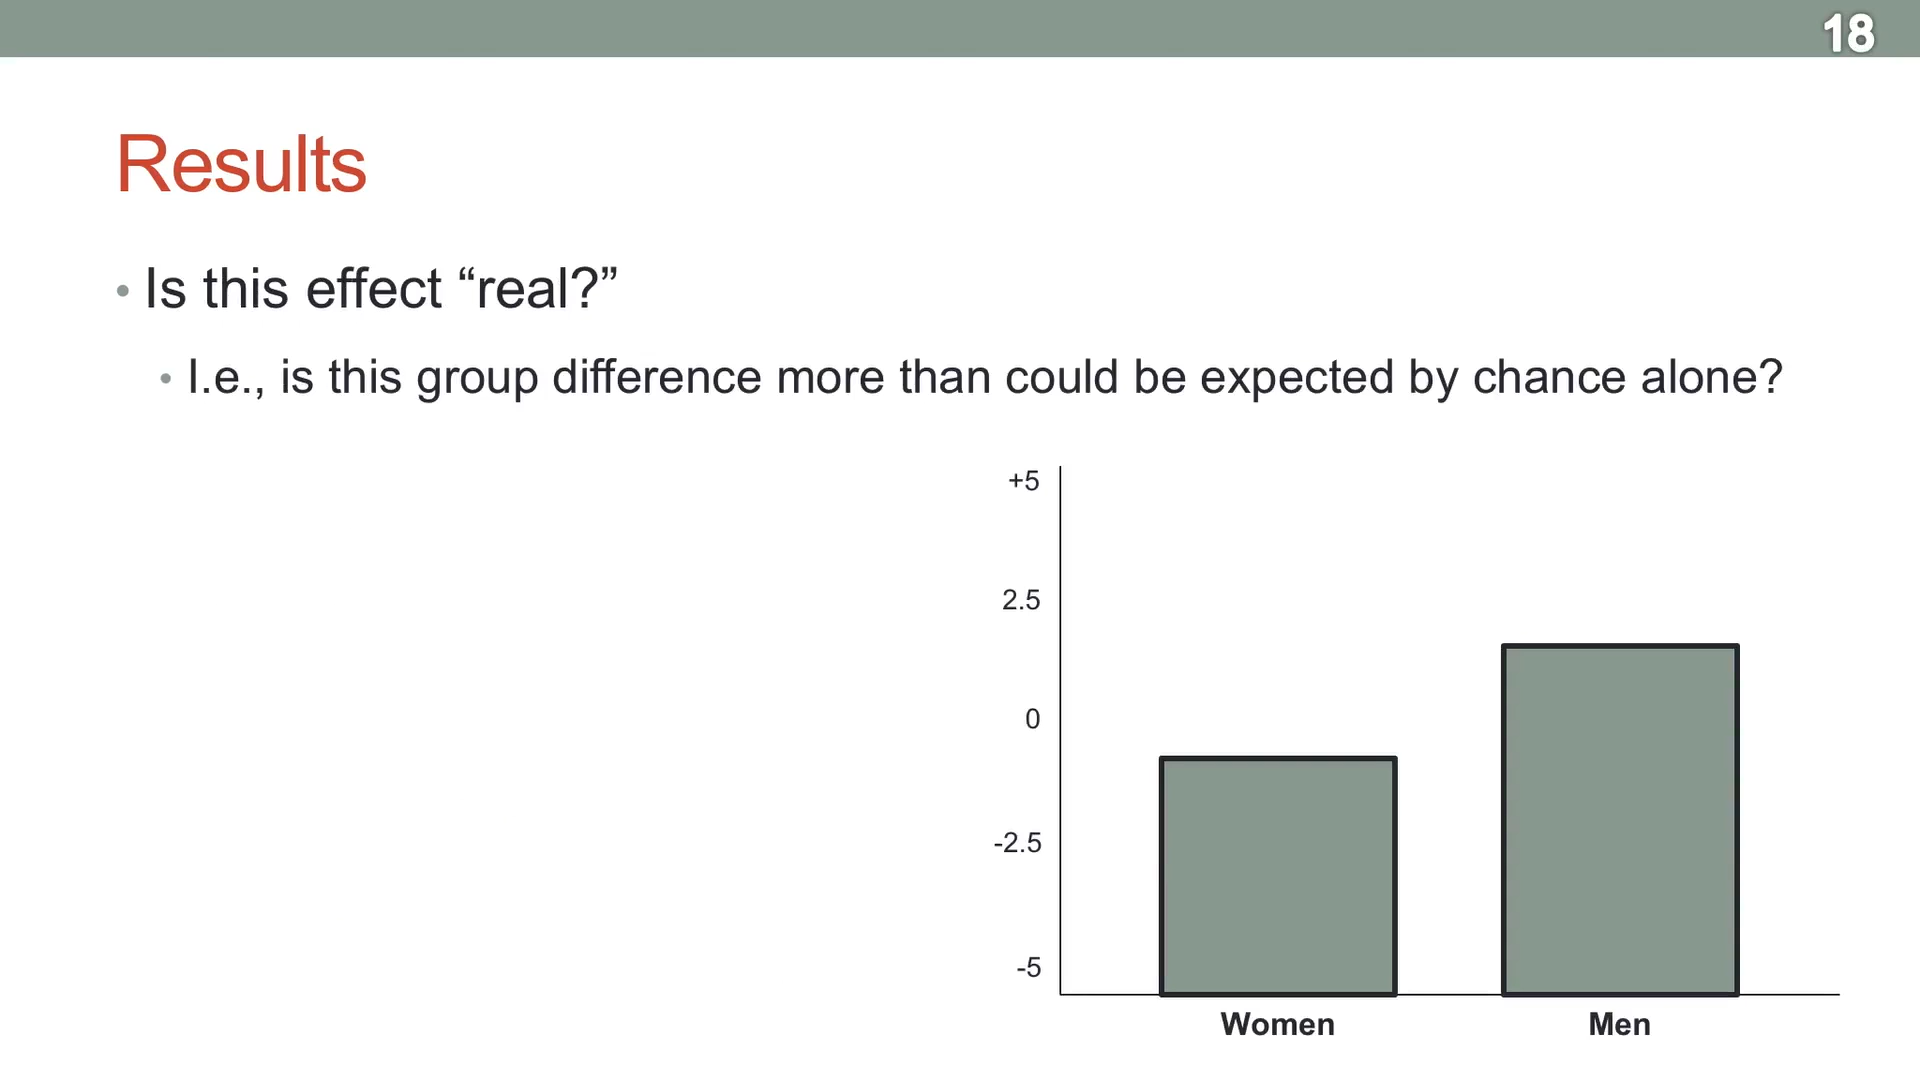 18
Results
• Is this effect “real?”
• I.e., is this group difference more than could be expected by chance alone?
+5
2.5
0
-2.5
-5
Women Men